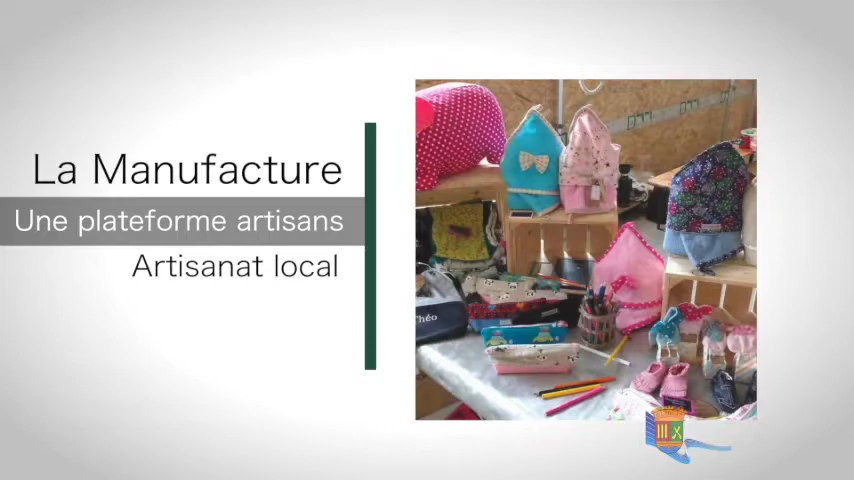 La Manufacture
Une plateforme artisans
Artisanat local
Théo